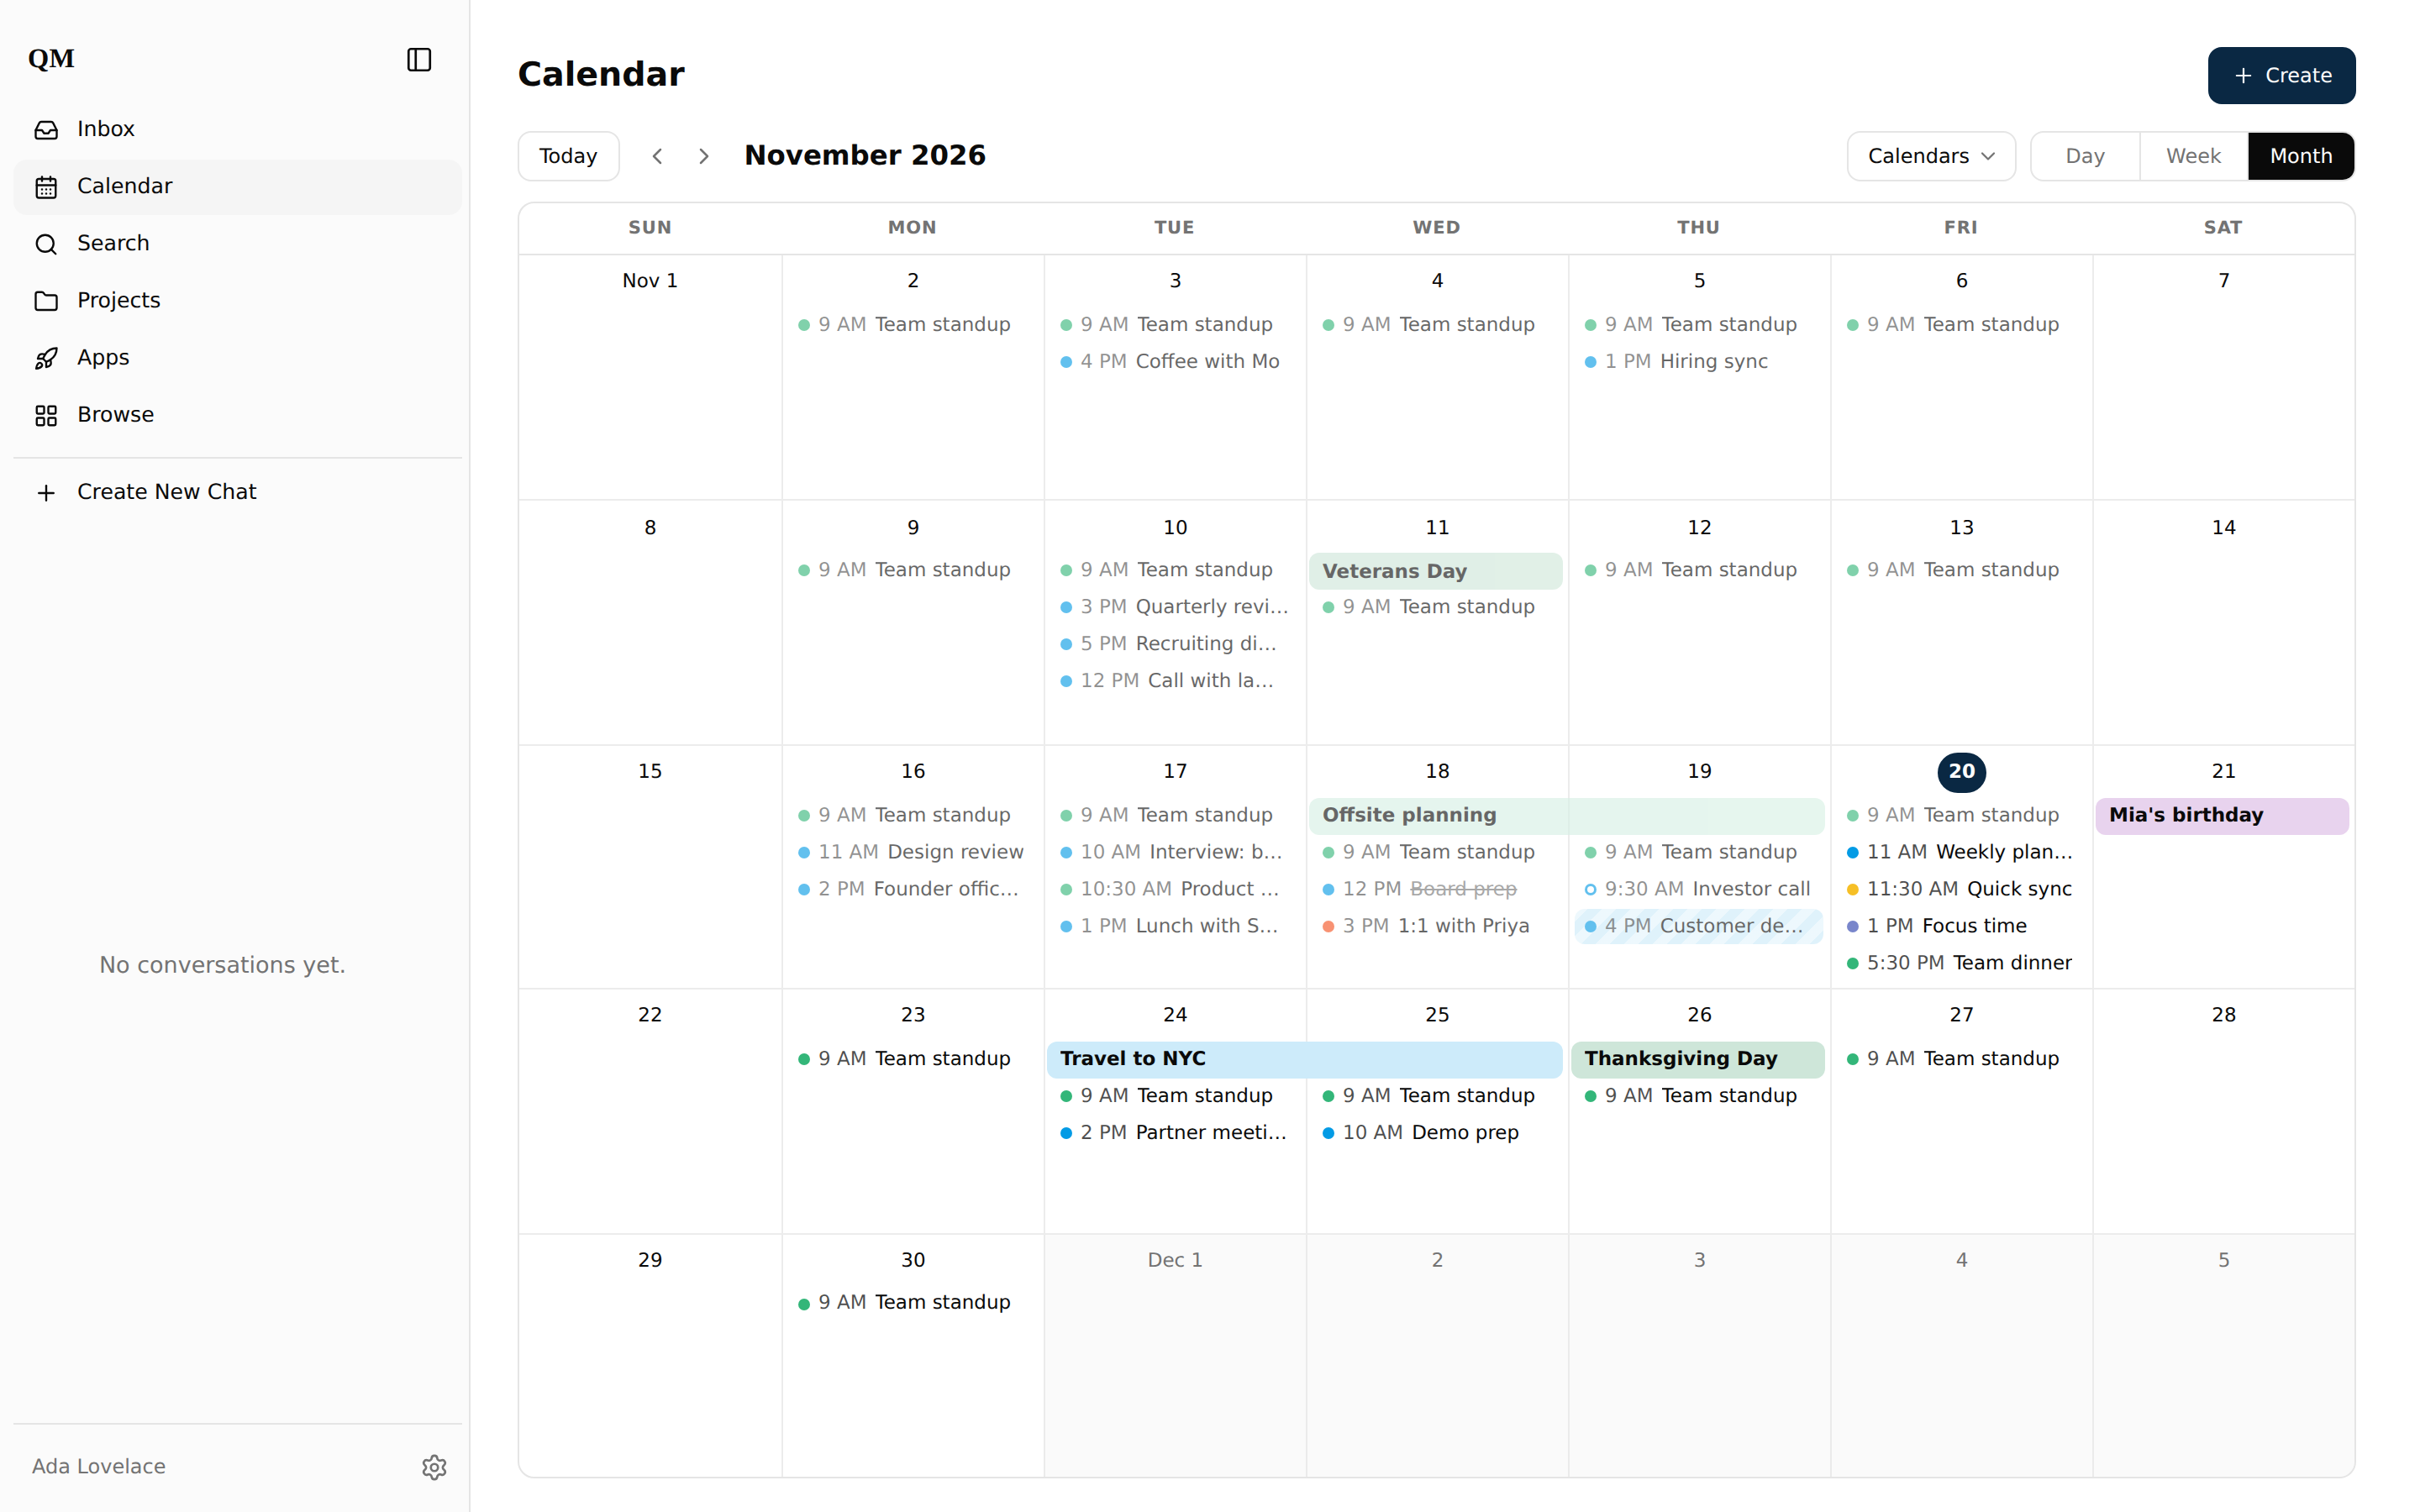 QM
Inbox
Calendar
Search
Projects
Apps
Browse
Create New Chat
No conversations yet.
Ada Lovelace
Calendar
Create
Today
November 2026
Calendars
Day
Week
Month
SUN
MON
TUE
WED
THU
FRI
SAT
Nov 1
2
9 AM Team standup
3
9 AM Team standup
4 PM Coffee with Mo
4
9 AM Team standup
5
9 AM Team standup
1 PM Hiring sync
6
9 AM Team standup
7
8
9
9 AM Team standup
10
9 AM Team standup
3 PM Quarterly revi…
5 PM Recruiting di…
12 PM Call with la…
11
Veterans Day
9 AM Team standup
12
9 AM Team standup
13
9 AM Team standup
14
15
16
9 AM Team standup
11 AM Design review
2 PM Founder offic…
17
9 AM Team standup
10 AM Interview: b…
10:30 AM Product …
1 PM Lunch with S…
18
Offsite planning
9 AM Team standup
12 PM Board prep
3 PM 1:1 with Priya
19
9 AM Team standup
9:30 AM Investor call
4 PM Customer de…
20
9 AM Team standup
11 AM Weekly plan…
11:30 AM Quick sync
1 PM Focus time
5:30 PM Team dinner
21
Mia's birthday
22
23
9 AM Team standup
24
Travel to NYC
9 AM Team standup
2 PM Partner meeti…
25
9 AM Team standup
10 AM Demo prep
26
Thanksgiving Day
9 AM Team standup
27
9 AM Team standup
28
29
30
9 AM Team standup
Dec 1
2
3
4
5